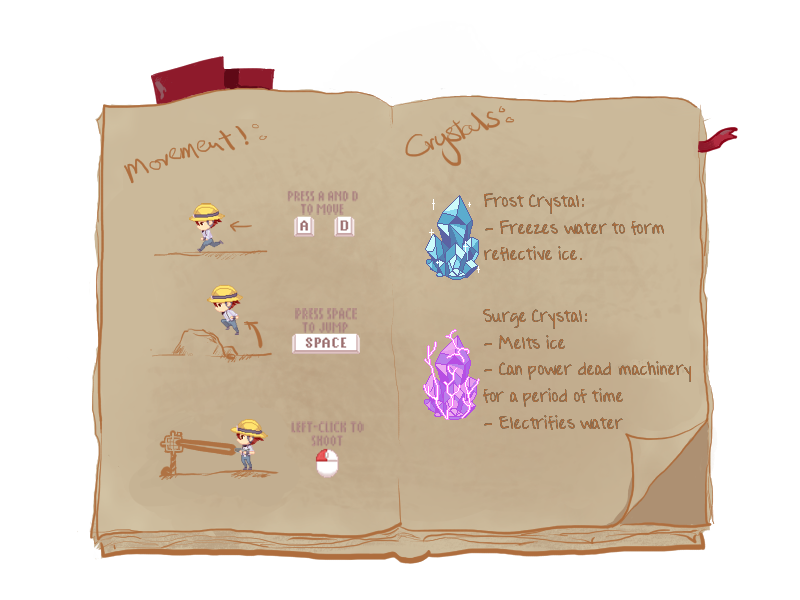 Movement!
PRESS A AND D
TO MOVE
A D
PRESS SPACE
TO JUMP
SPACE
LEFT-CLICK TO
SHOOT
Crystals:
Frost Crystal:
- Freezes water to form
reflective ice.
Surge Crystal:
- Melts ice
- Can power dead machinery
for a period of time
- Electrifies water